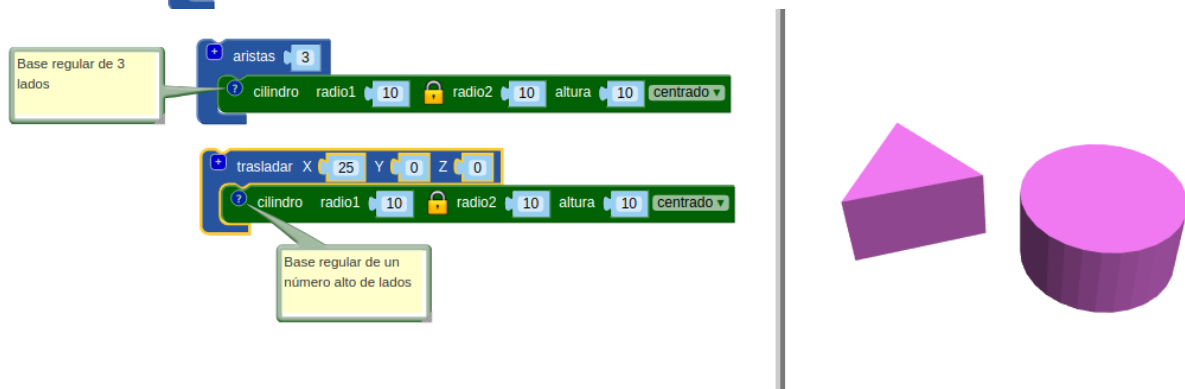 Base regular de 3
lados
+ aristas 3
? cilindro radio1 10 radio2 10 altura 10 centrado ▾
+ trasladar X 25 Y 0 Z 0
? cilindro radio1 10 radio2 10 altura 10 centrado ▾
Base regular de un
número alto de lados